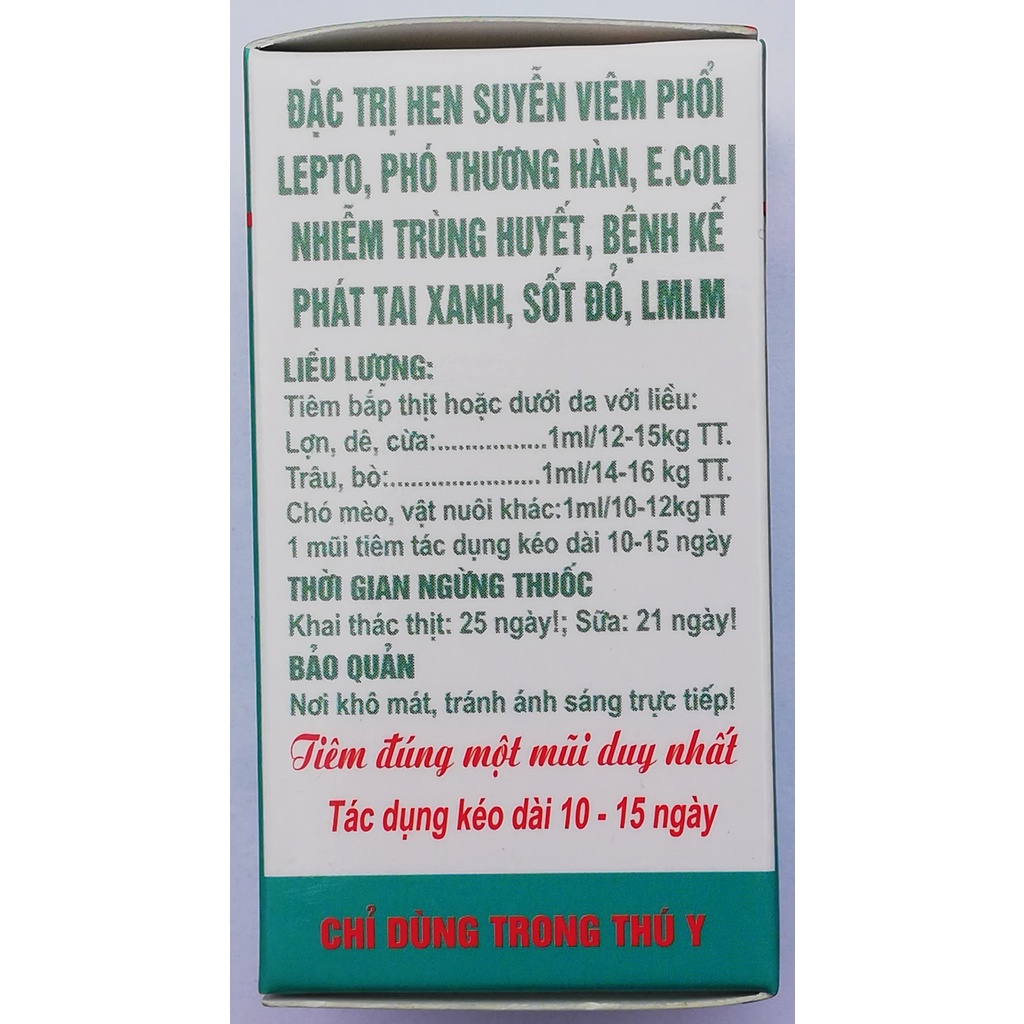 ĐẶC TRỊ HEN SUYỄN VIÊM PHỔI
LEPTO, PHÓ THƯƠNG HÀN, E.COLI
NHIỄM TRÙNG HUYẾT, BỆNH KẾ
PHÁT TAI XANH, SỐT ĐỎ, LMLM
LIỀU LƯỢNG:
Tiêm bắp thịt hoặc dưới da với liều:
Lợn, dê, cừa:.................1ml/12-15kg TT.
Trâu, bò:.......................1ml/14-16 kg TT.
Chó mèo, vật nuôi khác:1ml/10-12kgTT
1 mũi tiêm tác dụng kéo dài 10-15 ngày
THỜI GIAN NGỪNG THUỐC
Khai thác thịt: 25 ngày!; Sữa: 21 ngày!
BẢO QUẢN
Nơi khô mát, tránh ánh sáng trực tiếp!
Tiêm đúng một mũi duy nhất
Tác dụng kéo dài 10 - 15 ngày
CHỈ DÙNG TRONG THÚ Y